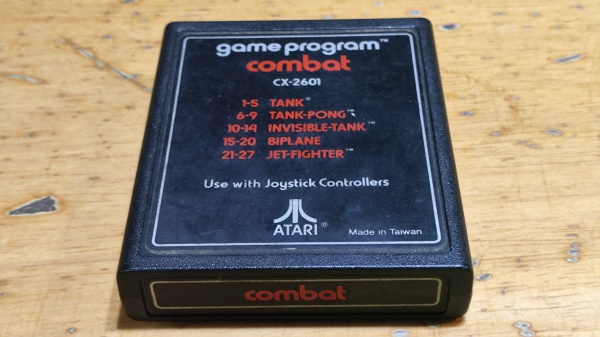 game program™
combat
CX-2601
1-5 TANK®
6-9 TANK-PONG™
10-14 INVISIBLE-TANK™
15-20 BIPLANE
21-27 JET-FIGHTER™
Use with Joystick Controllers
ATARI®
Made in Taiwan
combat